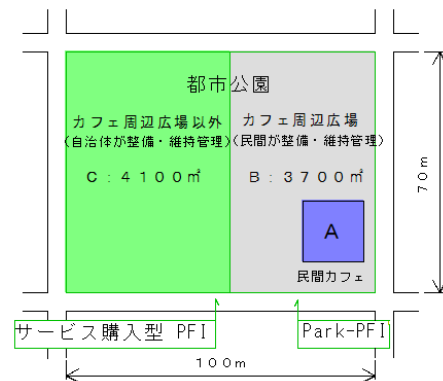 都市公園
カフェ周辺広場以外
(自治体が整備・維持管理)
C：4100㎡
カフェ周辺広場
(民間が整備・維持管理)
B：3700㎡
A
民間カフェ
70m
サービス購入型 PFI
Park-PFI
100m